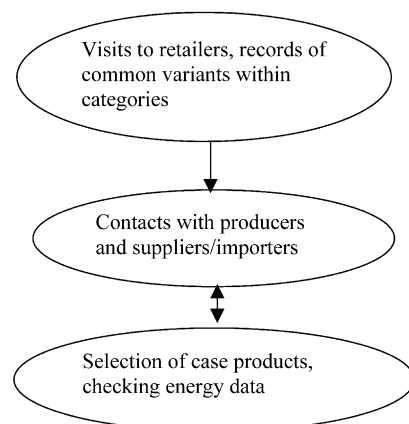 Visits to retailers, records of
common variants within
categories
Contacts with producers
and suppliers/importers
Selection of case products,
checking energy data